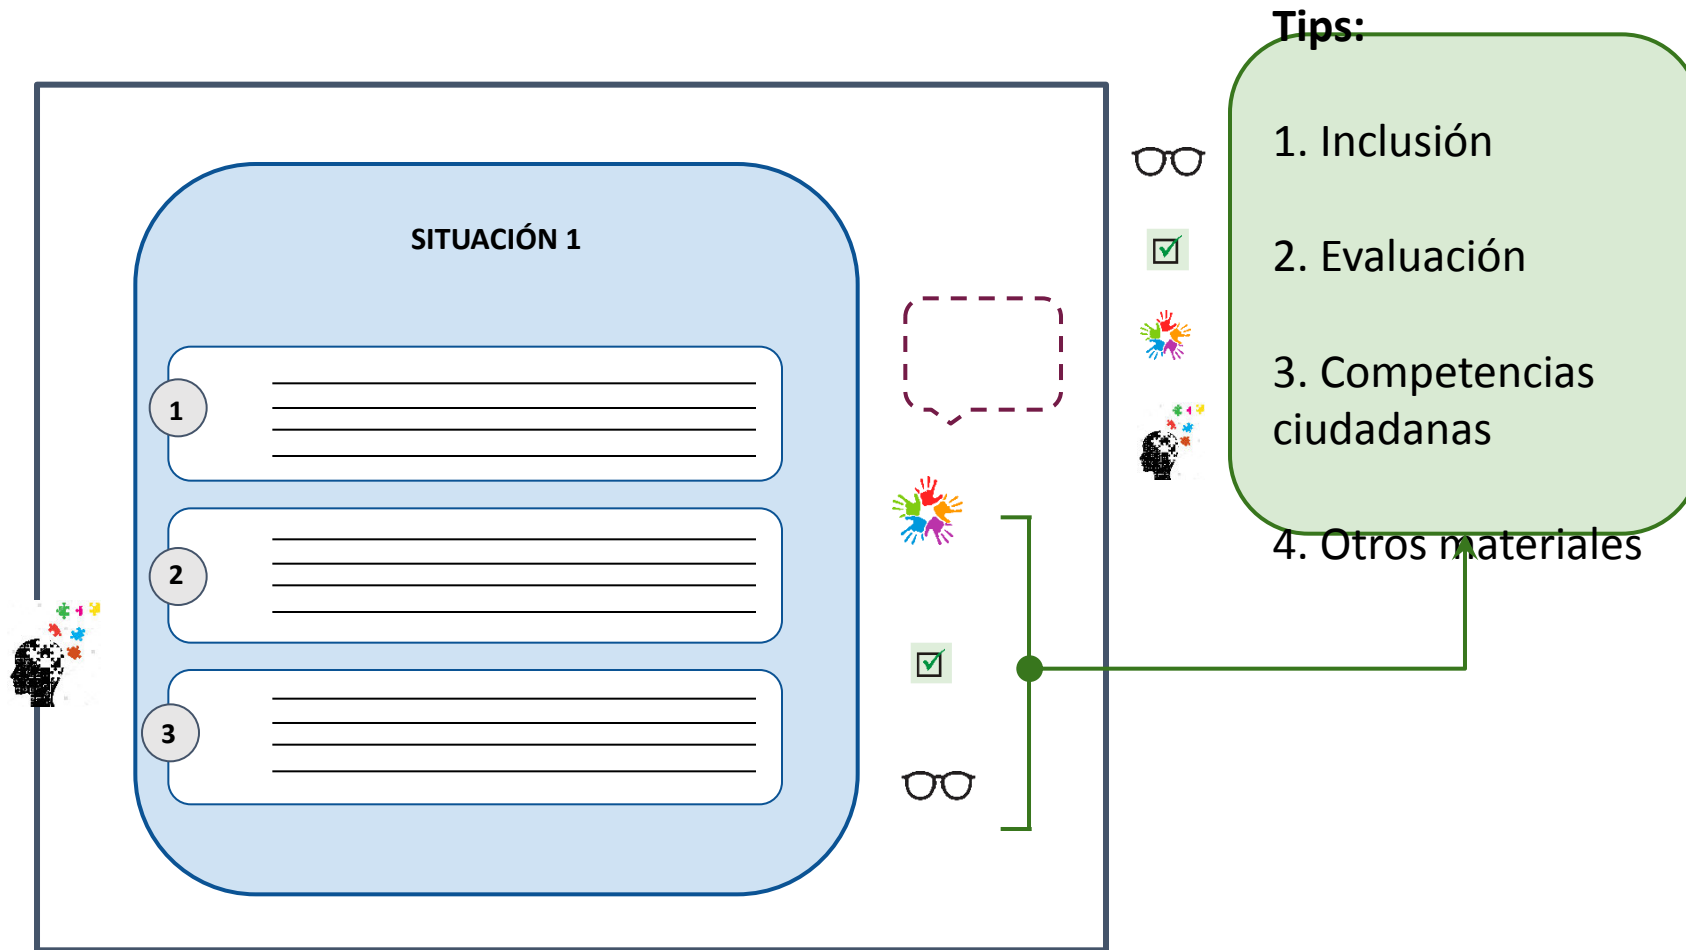 SITUACIÓN 1
1
2
3
Tips:
1. Inclusión
2. Evaluación
3. Competencias
ciudadanas
4. Otros materiales